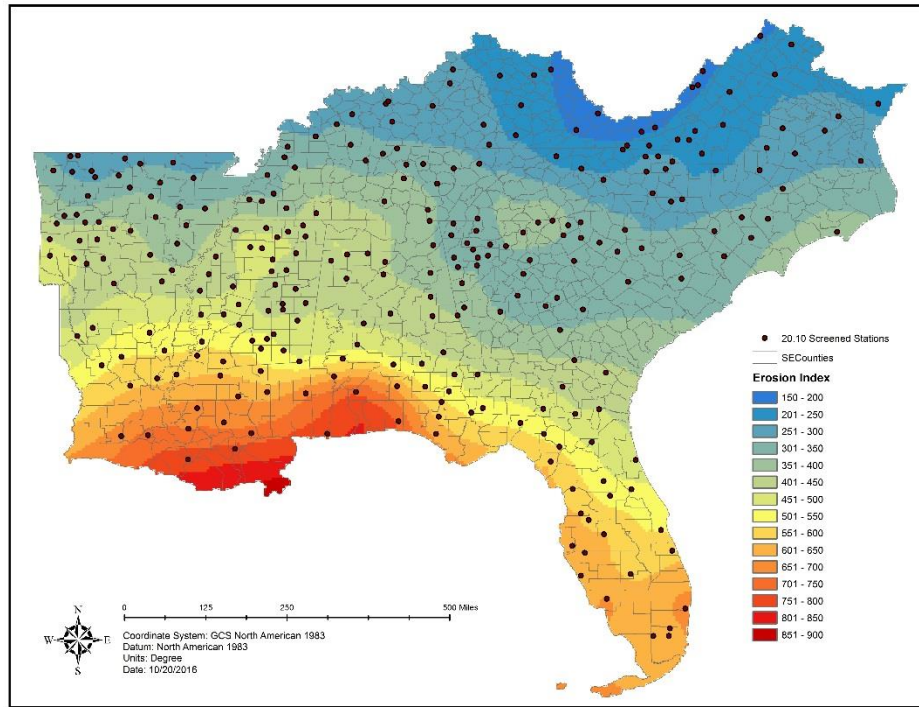 20.10 Screened Stations
SECounties
Erosion Index
150 - 200
201 - 250
251 - 300
301 - 350
351 - 400
401 - 450
451 - 500
501 - 550
551 - 600
601 - 650
651 - 700
701 - 750
751 - 800
801 - 850
851 - 900
N
W E
S
0 125 250 500 Miles
Coordinate System: GCS North American 1983
Datum: North American 1983
Units: Degree
Date: 10/20/2016